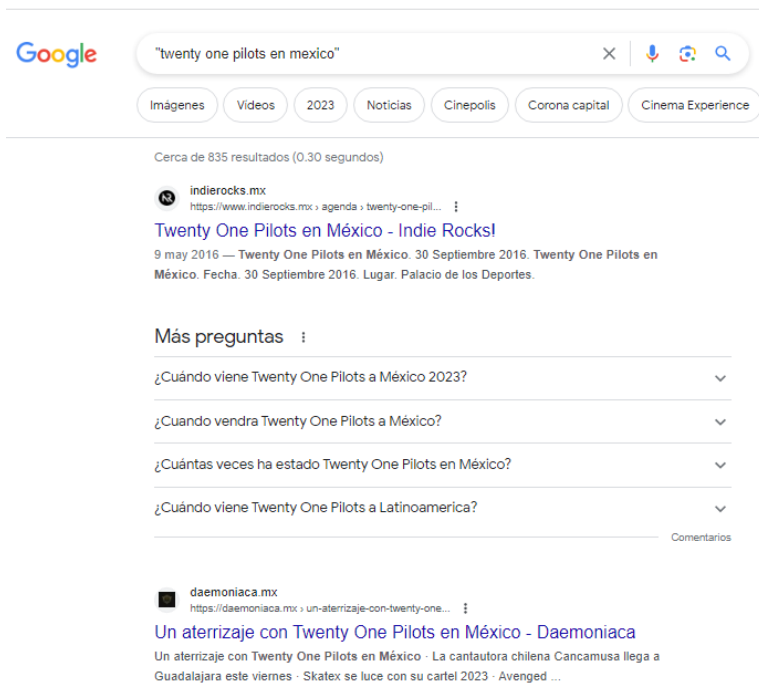 Google
"twenty one pilots en mexico"
Imágenes Videos 2023 Noticias Cinepolis Corona capital Cinema Experience
Cerca de 835 resultados (0.30 segundos)
indierocks.mx
https://www.indierocks.mx › agenda › twenty-one-pil...
Twenty One Pilots en México - Indie Rocks!
9 may 2016 — Twenty One Pilots en México. 30 Septiembre 2016. Twenty One Pilots en
México. Fecha. 30 Septiembre 2016. Lugar. Palacio de los Deportes.
Más preguntas
¿Cuándo viene Twenty One Pilots a México 2023?
¿Cuando vendra Twenty One Pilots a México?
¿Cuántas veces ha estado Twenty One Pilots en México?
¿Cuándo viene Twenty One Pilots a Latinoamerica?
Comentarios
daemoniaca.mx
https://daemoniaca.mx › un-aterrizaje-con-twenty-one...
Un aterrizaje con Twenty One Pilots en México - Daemoniaca
Un aterrizaje con Twenty One Pilots en México · La cantautora chilena Cancamusa llega a
Guadalajara este viernes · Skatex se luce con su cartel 2023 · Avenged ...